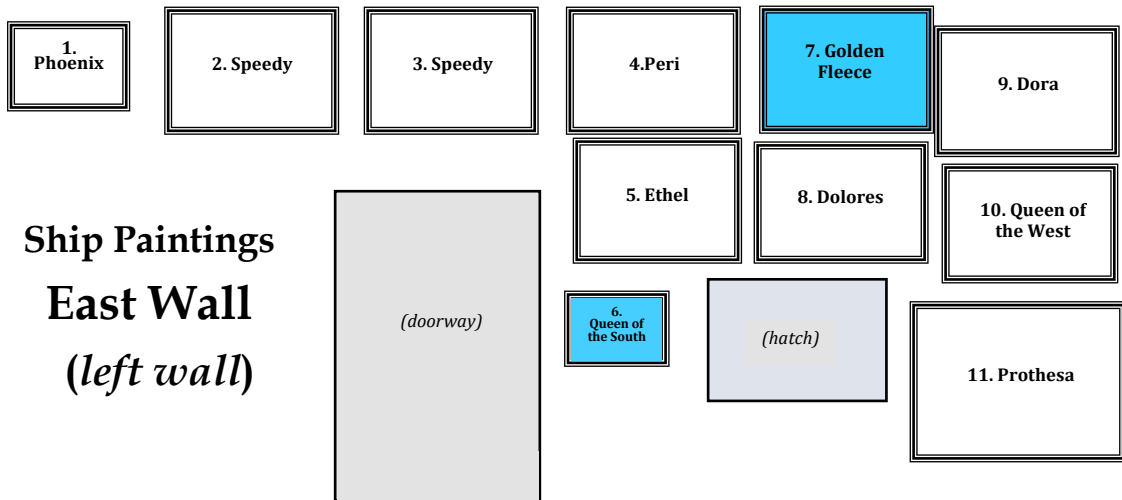 1.
Phoenix
2. Speedy
3. Speedy
4.Peri
7. Golden
Fleece
9. Dora
5. Ethel
8. Dolores
10. Queen of
the West
Ship Paintings
East Wall
(left wall)
(doorway)
6.
Queen of
the South
(hatch)
11. Prothesa